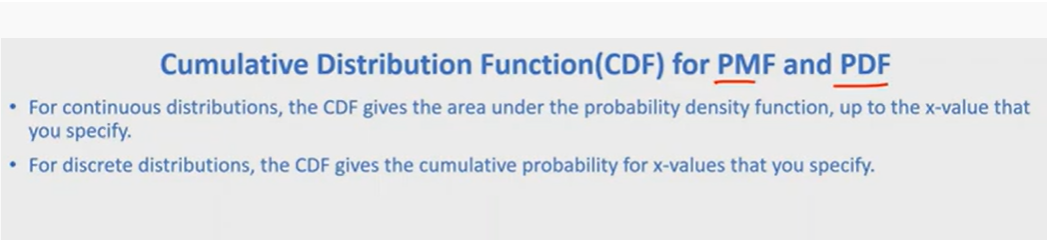 Cumulative Distribution Function(CDF) for PMF and PDF
• For continuous distributions, the CDF gives the area under the probability density function, up to the x-value that
you specify.
• For discrete distributions, the CDF gives the cumulative probability for x-values that you specify.